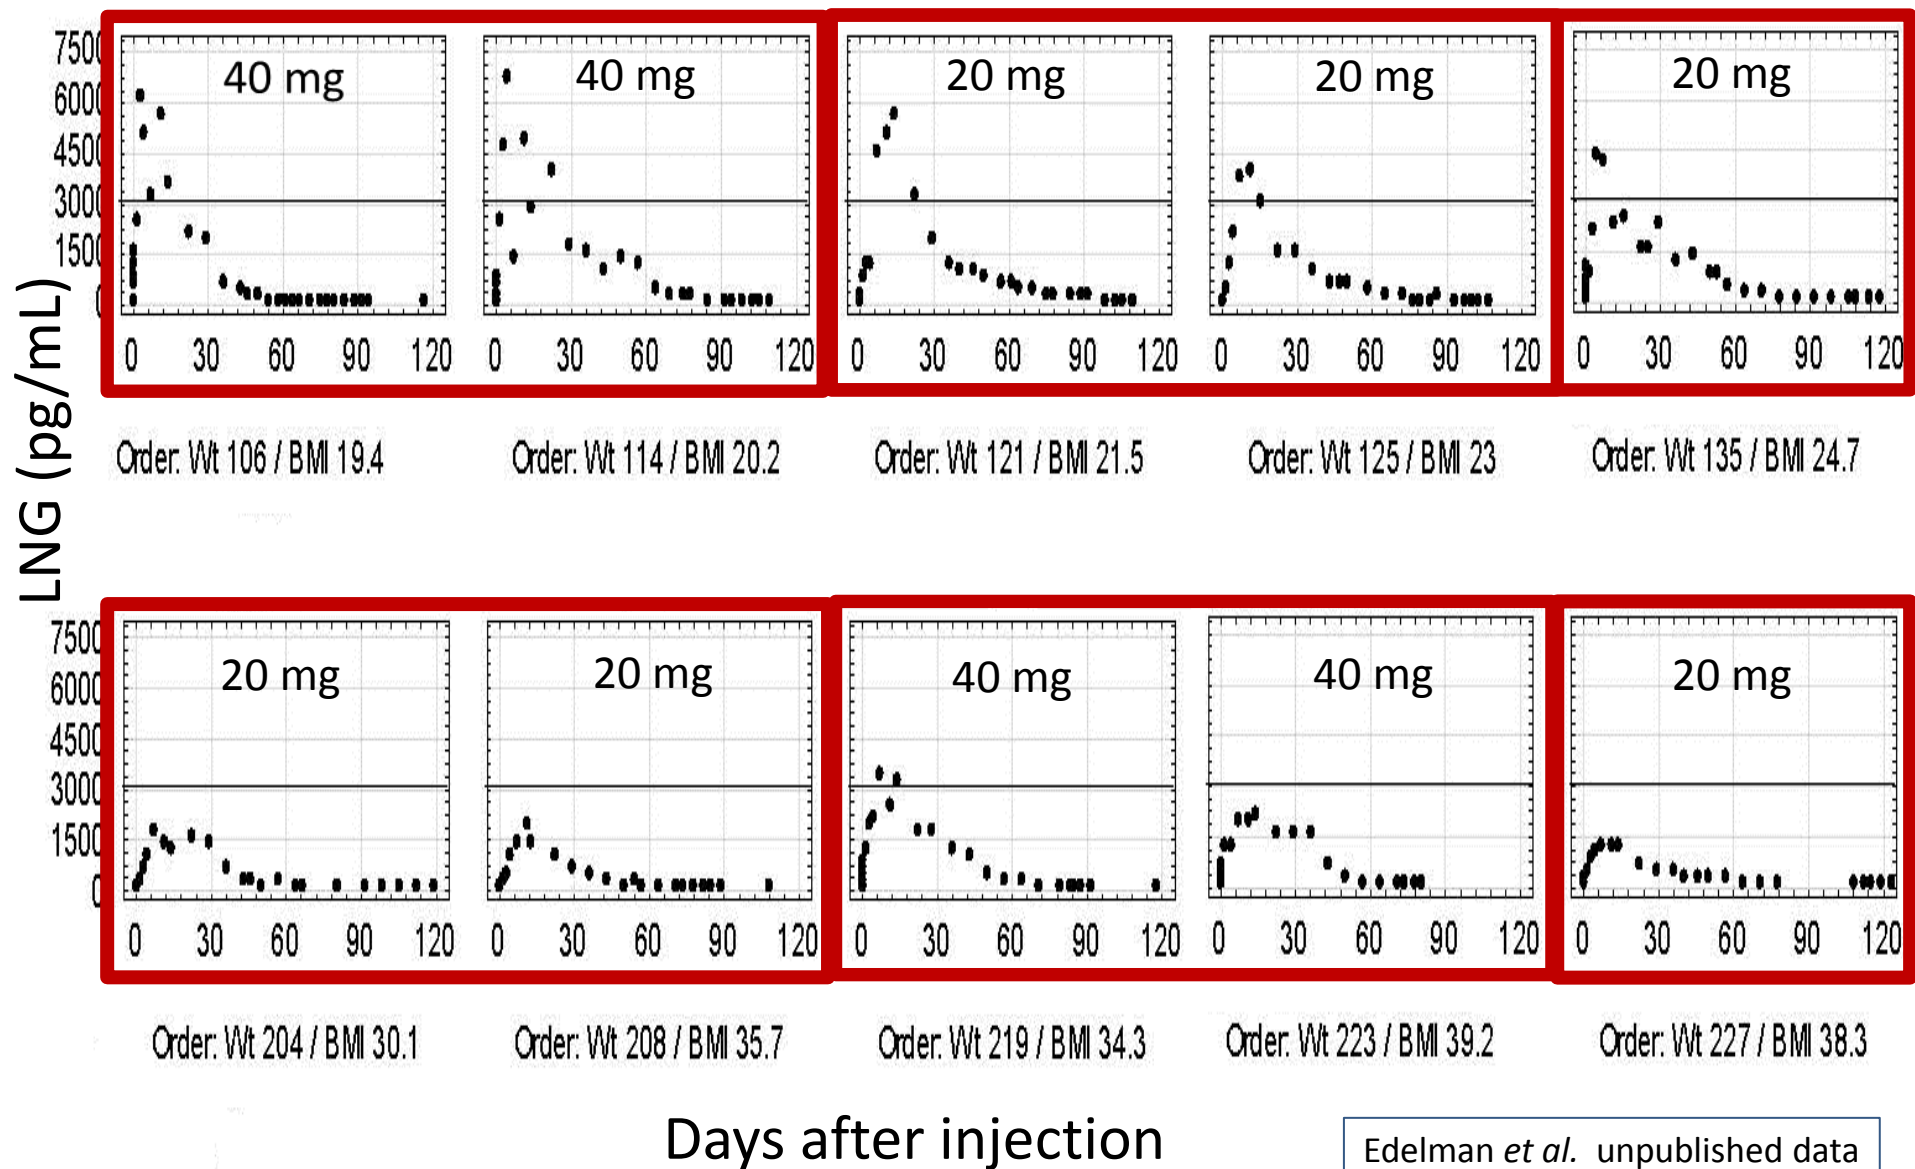 40 mg
40 mg
20 mg
20 mg
20 mg
7500
6000
4500
3000
1500
0
0 30 60 90 120
0 30 60 90 120
0 30 60 90 120
0 30 60 90 120
0 30 60 90 120
Order: Wt 106 / BMI 19.4
Order: Wt 114 / BMI 20.2
Order: Wt 121 / BMI 21.5
Order: Wt 125 / BMI 23
Order: Wt 135 / BMI 24.7
LNG (pg/mL)
20 mg
20 mg
40 mg
40 mg
20 mg
7500
6000
4500
3000
1500
0
0 30 60 90 120
0 30 60 90 120
0 30 60 90 120
0 30 60 90 120
0 30 60 90 120
Order: Wt 204 / BMI 30.1
Order: Wt 208 / BMI 35.7
Order: Wt 219 / BMI 34.3
Order: Wt 223 / BMI 39.2
Order: Wt 227 / BMI 38.3
Days after injection
Edelman et al. unpublished data